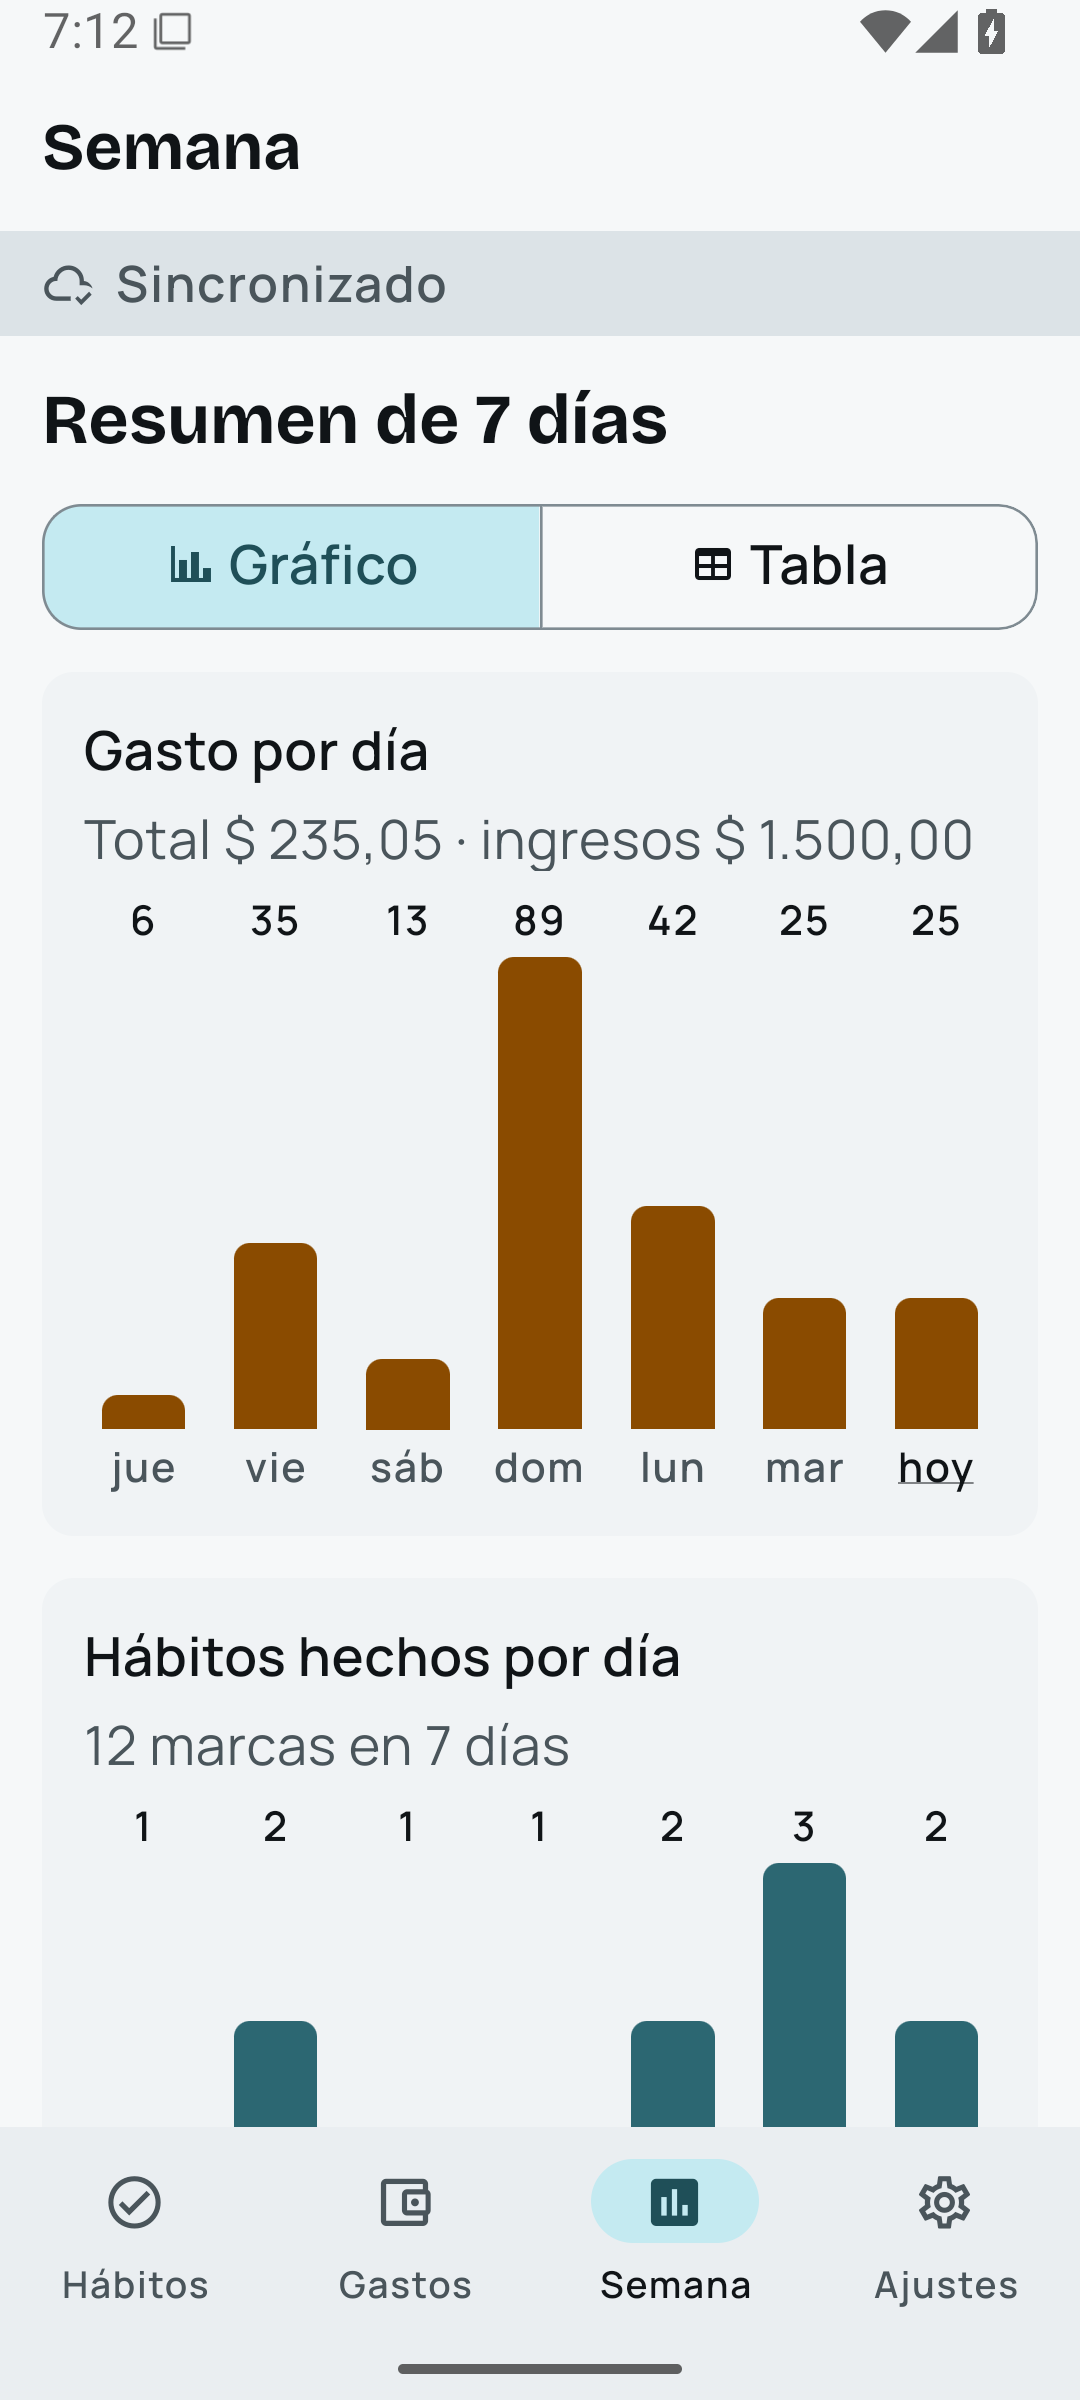 7:12
Semana
Sincronizado
Resumen de 7 días
Gráfico Tabla
Gasto por día
Total $ 235,05 · ingresos $ 1.500,00
6 35 13 89 42 25 25
jue vie sáb dom lun mar hoy
Hábitos hechos por día
12 marcas en 7 días
1 2 1 1 2 3 2
Hábitos Gastos Semana Ajustes